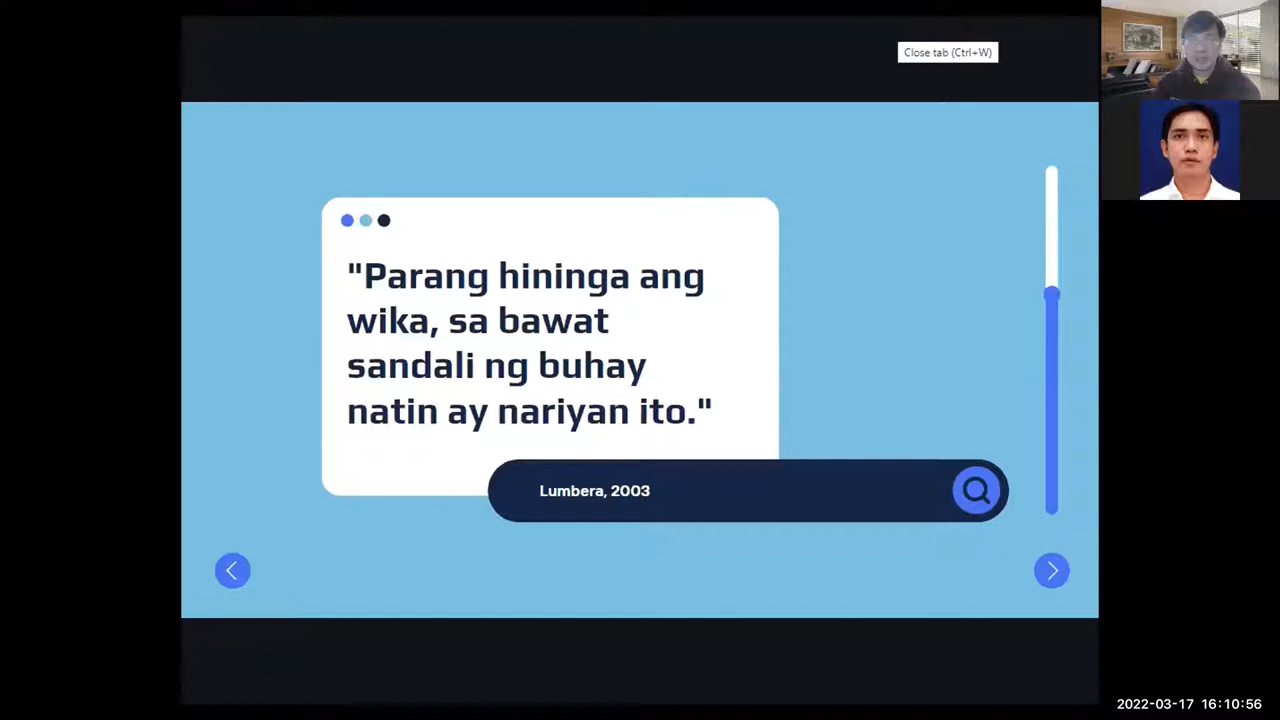 Close tab (Ctrl+W)
"Parang hininga ang
wika, sa bawat
sandali ng buhay
natin ay nariyan ito."
Lumbera, 2003
2022-03-17 16:10:56